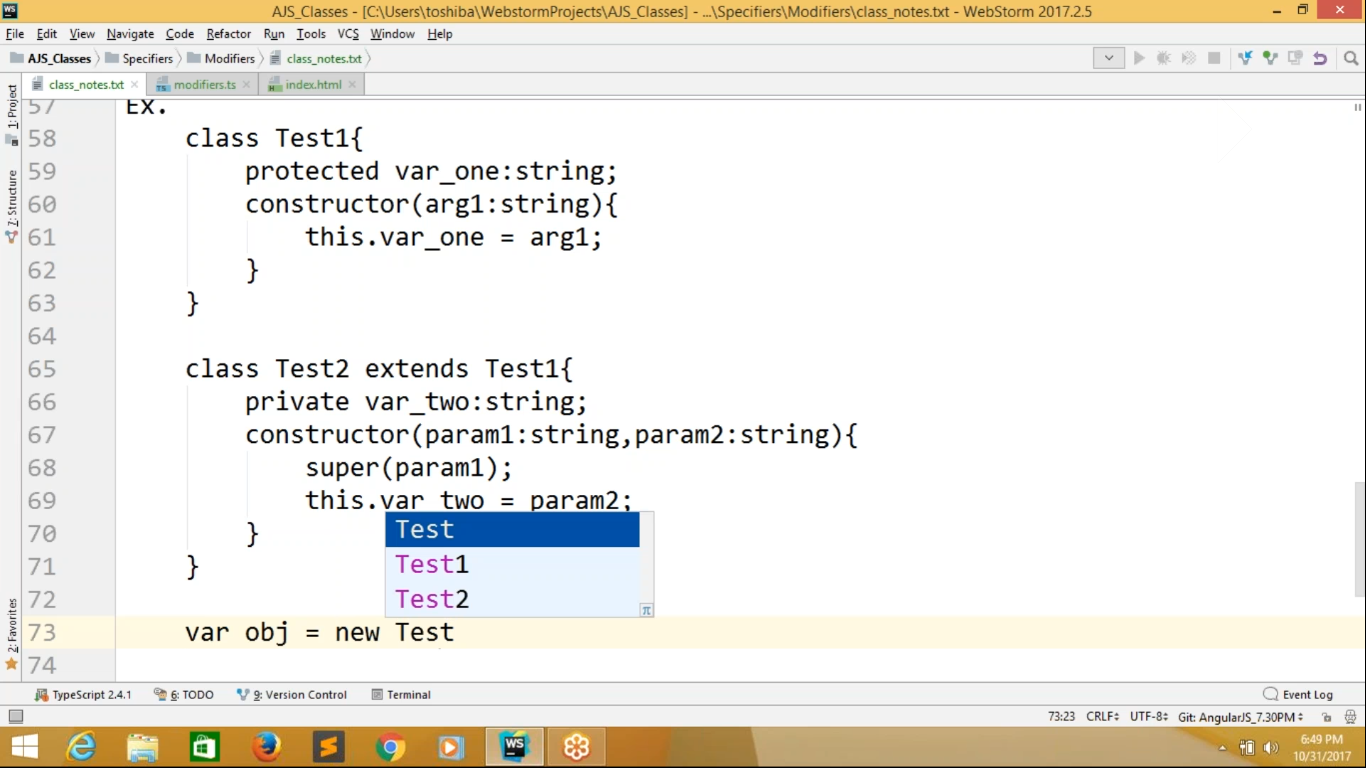 AJS_Classes - [C:\Users\toshiba\WebstormProjects\AJS_Classes] - ...\Specifiers\Modifiers\class_notes.txt - WebStorm 2017.2.5
File Edit View Navigate Code Refactor Run Tools VCS Window Help
AJS_Classes Specifiers Modifiers class_notes.txt
class_notes.txt modifiers.ts index.html
1: Project
7: Structure
2: Favorites
57 Ex.
58 class Test1{
59 protected var_one:string;
60 constructor(arg1:string){
61 this.var_one = arg1;
62 }
63 }
64
65 class Test2 extends Test1{
66 private var_two:string;
67 constructor(param1:string,param2:string){
68 super(param1);
69 this.var_two = param2;
70 }
71 }
72
73 var obj = new Test
74
Test
Test1
Test2
π
TypeScript 2.4.1 6: TODO 9: Version Control Terminal Event Log
73:23 CRLF÷ UTF-8÷ Git: AngularJS_7.30PM÷
WS
6:49 PM
10/31/2017